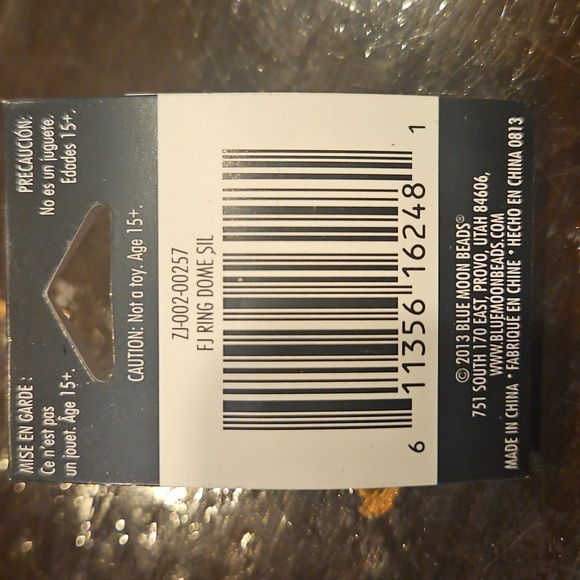 MISE EN GARDE :
Ce n'est pas
un jouet. Âge 15+.
PRECAUCIÓN:
No es un juguete.
Edades 15+.
CAUTION: Not a toy. Age 15+.
ZJ-002-00257
FJ RING DOME SIL
6 11356 16248 1
© 2013 BLUE MOON BEADS®
751 SOUTH 170 EAST, PROVO, UTAH 84606,
WWW.BLUEMOONBEADS.COM
MADE IN CHINA • FABRIQUE EN CHINE • HECHO EN CHINA 0813